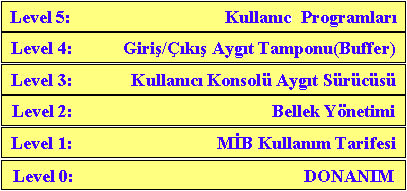 Level 5: Kullanıc Programları
Level 4: Giriş/Çıkış Aygıt Tamponu(Buffer)
Level 3: Kullanıcı Konsolü Aygıt Sürücüsü
Level 2: Bellek Yönetimi
Level 1: MİB Kullanım Tarifesi
Level 0: DONANIM